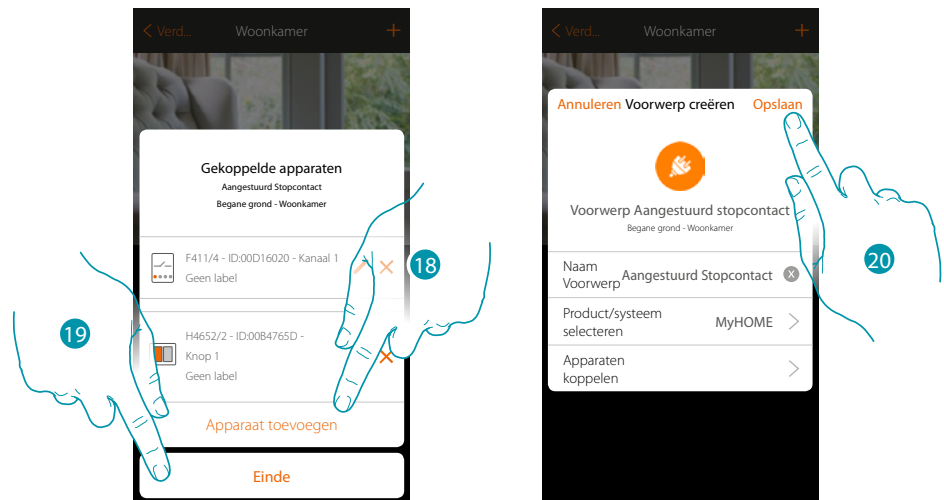 Verd... Woonkamer +
Gekoppelde apparaten
Aangestuurd Stopcontact
Begane grond - Woonkamer
F411/4 - ID:00D16020 - Kanaal 1
Geen label
H4652/2 - ID:00B4765D -
Knop 1
Geen label
Apparaat toevoegen
Einde
18
19
Verd... Woonkamer +
Annuleren Voorwerp creëren Opslaan
Voorwerp Aangestuurd stopcontact
Begane grond - Woonkamer
Naam
Voorwerp Aangestuurd Stopcontact X
Product/systeem
selecteren MyHOME
Apparaten
koppelen
20